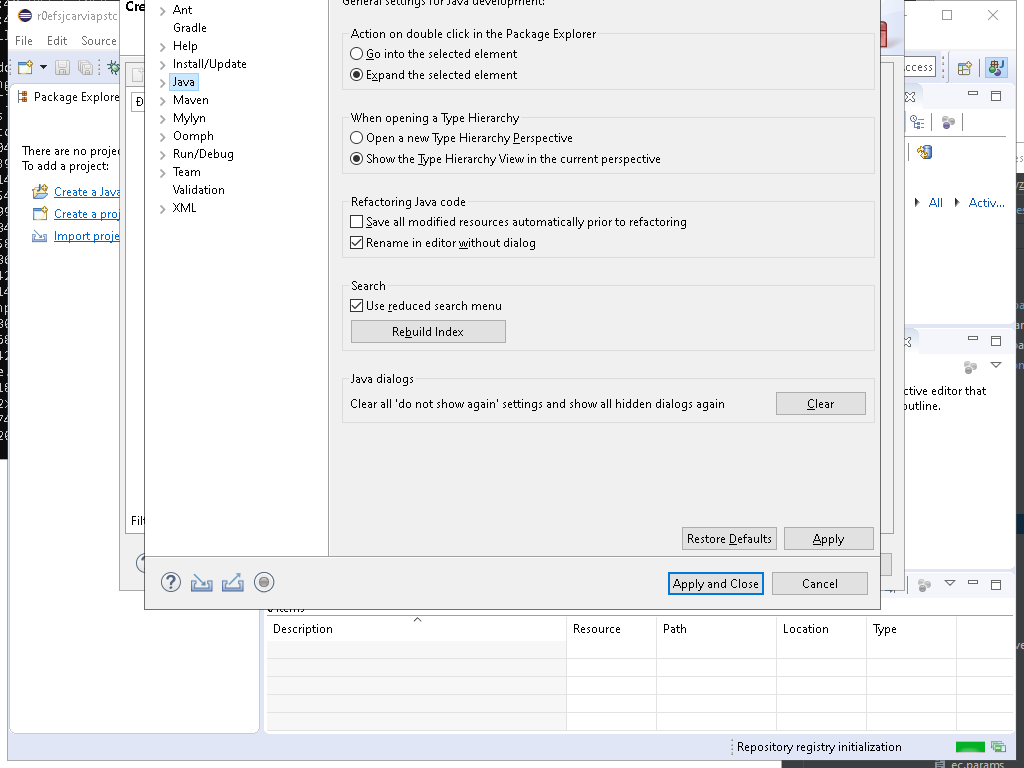 r0efsjcarviapstc
Cre
File Edit Source
Package Explore
There are no projec
To add a project:
Create a Java
Create a proj
Import proje
Ant
Gradle
Help
Install/Update
Java
Maven
Mylyn
Oomph
Run/Debug
Team
Validation
XML
General settings for Java development:
Action on double click in the Package Explorer
Go into the selected element
Expand the selected element
When opening a Type Hierarchy
Open a new Type Hierarchy Perspective
Show the Type Hierarchy View in the current perspective
Refactoring Java code
Save all modified resources automatically prior to refactoring
Rename in editor without dialog
Search
Use reduced search menu
Rebuild Index
Java dialogs
Clear all 'do not show again' settings and show all hidden dialogs again
Clear
Restore Defaults Apply
Apply and Close Cancel
Filt
ccess
All Activ...
ctive editor that
outline.
0 items
Description Resource Path Location Type
Repository registry initialization
ec.params